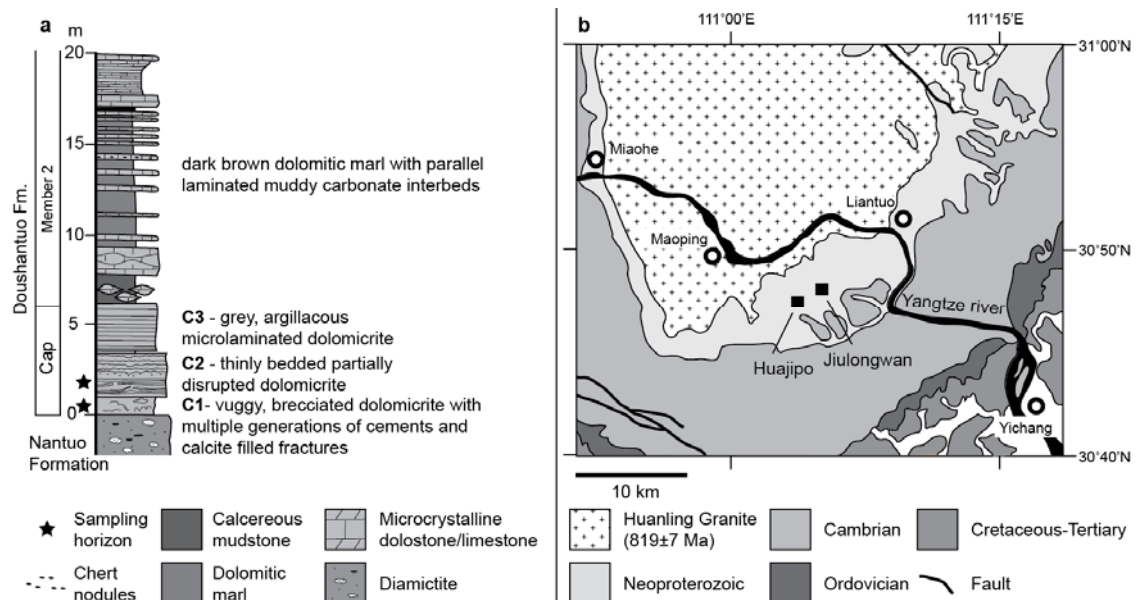 a
m
20
15
10
5
0
Doushantuo Fm.
Member 2
Cap
dark brown dolomitic marl with parallel
laminated muddy carbonate interbeds
C3 - grey, argillacous
microlaminated dolomicrite
C2 - thinly bedded partially
disrupted dolomicrite
C1- vuggy, brecciated dolomicrite with
multiple generations of cements and
calcite filled fractures
Nantuo
Formation
Sampling
horizon
Calcereous
mudstone
Microcrystalline
dolostone/limestone
Chert
nodules
Dolomitic
marl
Diamictite
b
111°00'E
111°15'E
31°00'N
30°50'N
30°40'N
Miaohe
Liantuo
Maoping
Yangtze river
Huajipo
Jiulongwan
Yichang
10 km
Huanling Granite
(819±7 Ma)
Cambrian
Cretaceous-Tertiary
Neoproterozoic
Ordovician
Fault